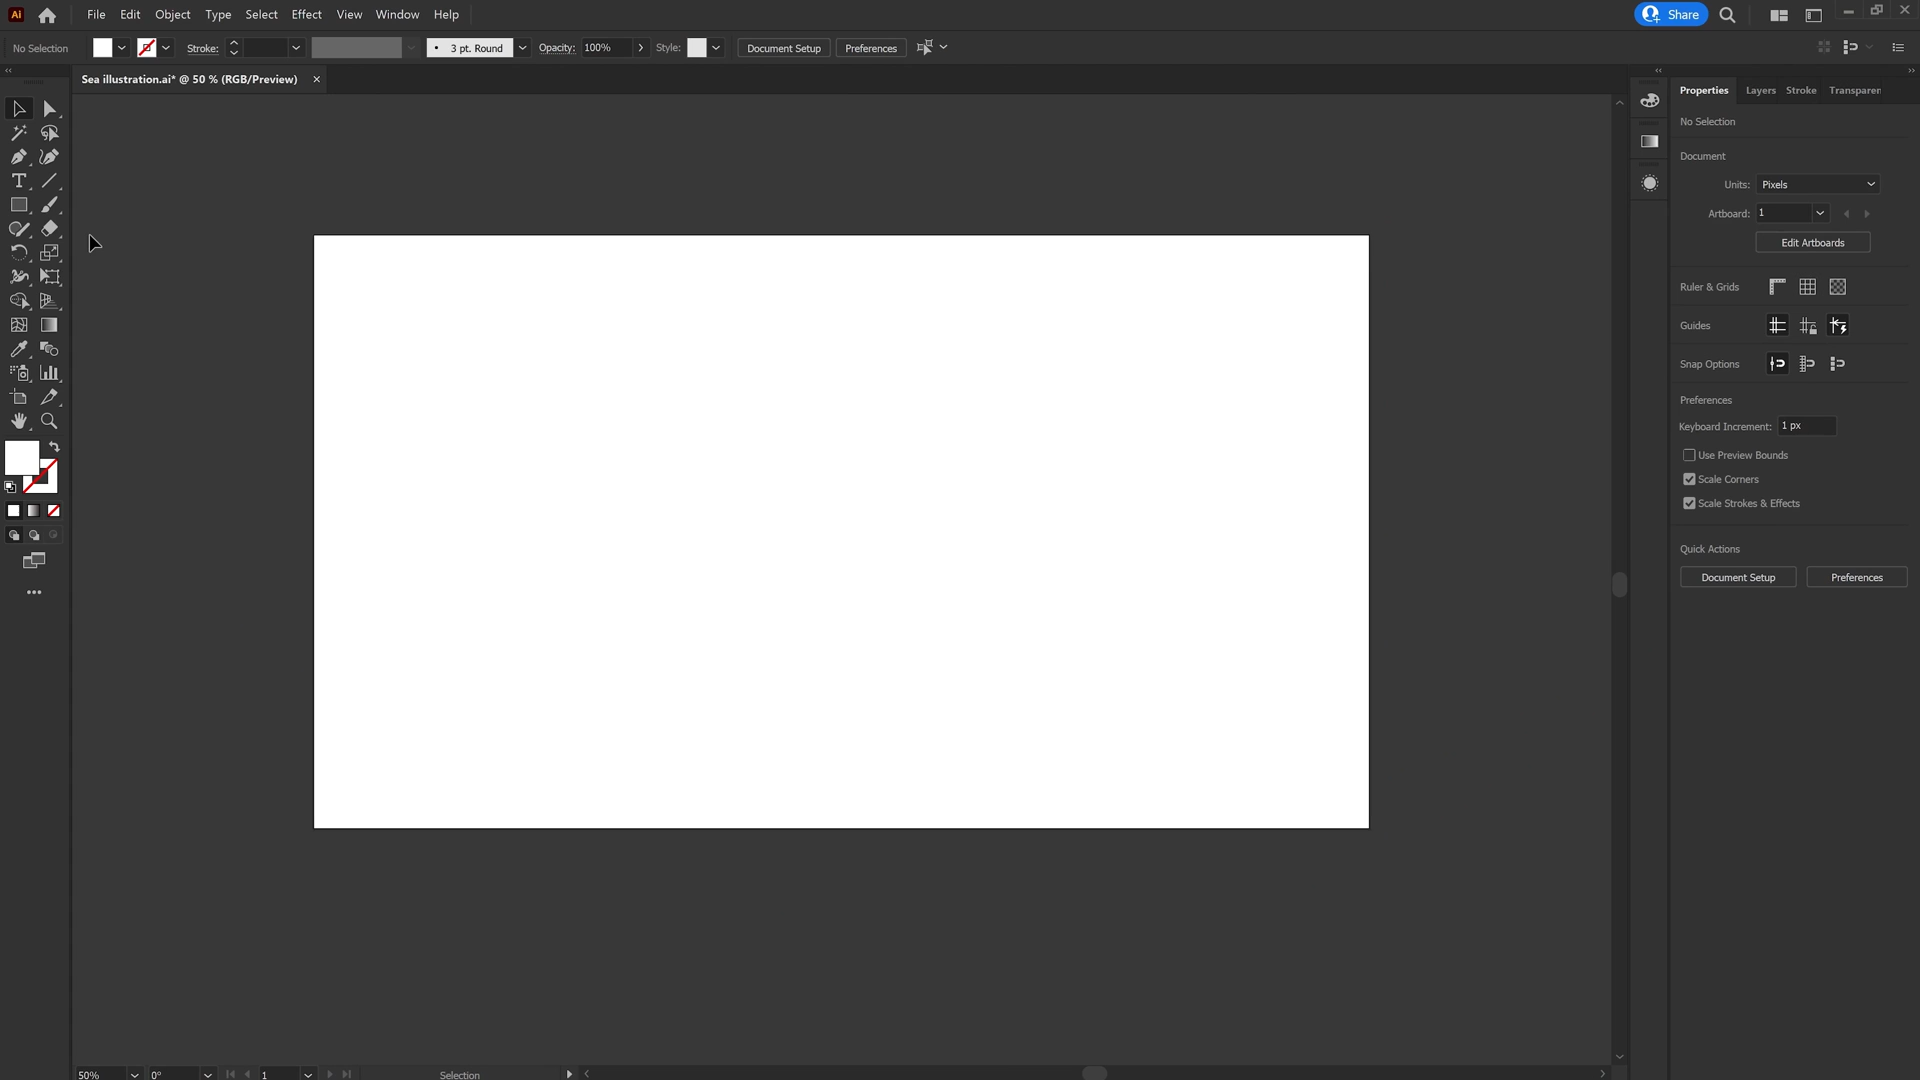 Ai File Edit Object Type Select Effect View Window Help Share
No Selection Stroke: 3 pt. Round Opacity: 100% Style: Document Setup Preferences
Sea illustration.ai* @ 50 % (RGB/Preview) ×
Properties Layers Stroke Transparen
No Selection
Document
Units: Pixels
Artboard: 1
Edit Artboards
Ruler & Grids
Guides
Snap Options
Preferences
Keyboard Increment: 1 px
Use Preview Bounds
Scale Corners
Scale Strokes & Effects
Quick Actions
Document Setup Preferences
50% 0° 1 Selection